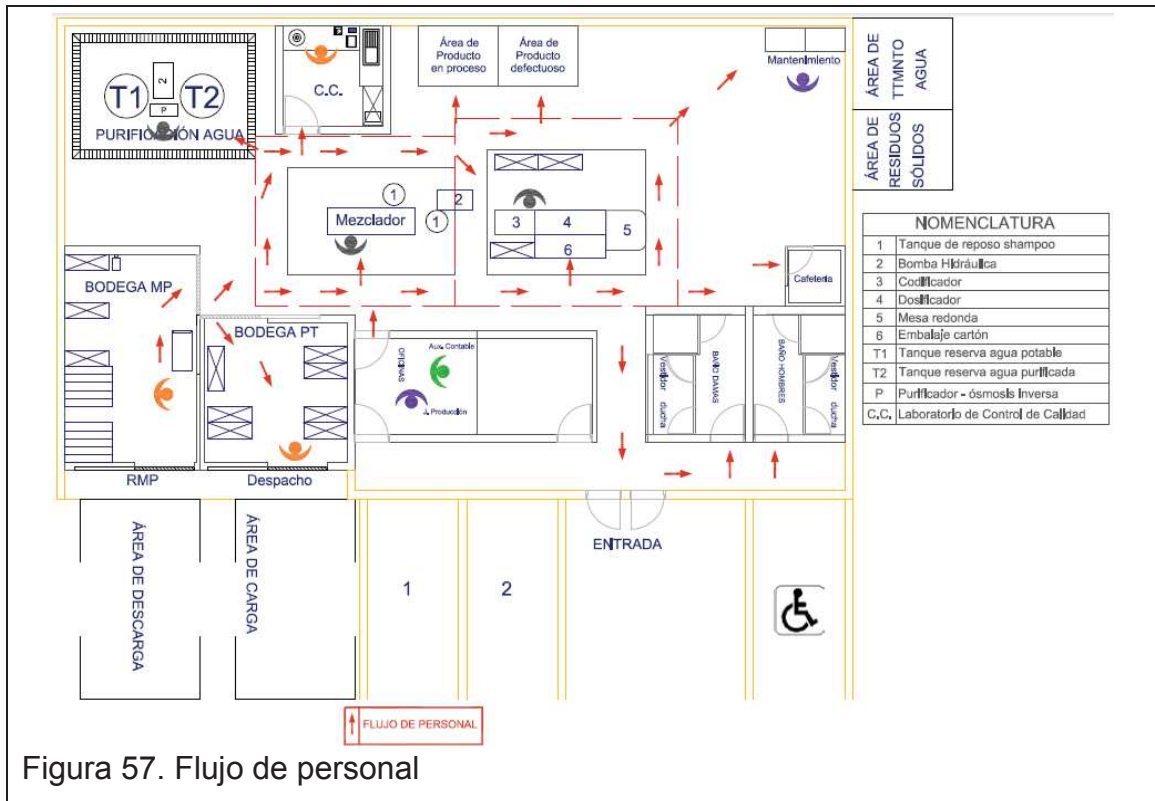 Área de
Producto
en proceso
Área de
Producto
defectuoso
Mantenimiento
ÁREA DE
TTMNTO
AGUA
ÁREA DE
RESIDUOS
SÓLIDOS
C.C.
T1
2
P
T2
PURIFICACIÓN AGUA
1
Mezclador
1
2
3
4
5
6
Cafetería
BODEGA MP
BODEGA PT
OFICINAS
Aux. Contable
J. Producción
Vestidor ducha
BAÑO DAMAS
BAÑO HOMBRES
Vestidor ducha
RMP
Despacho
ENTRADA
ÁREA DE DESCARGA
ÁREA DE CARGA
1
2
NOMENCLATURA
1 Tanque de reposo shampoo
2 Bomba Hidráulica
3 Codificador
4 Dosificador
5 Mesa redonda
6 Embalaje cartón
T1 Tanque reserva agua potable
T2 Tanque reserva agua purificada
P Purificador - ósmosis Inversa
C.C. Laboratorio de Control de Calidad
FLUJO DE PERSONAL
Figura 57. Flujo de personal